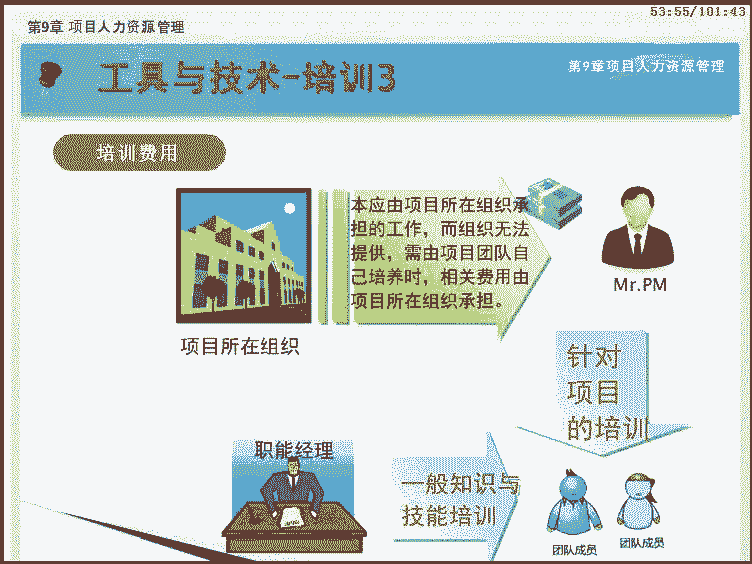 53:55/101:43
第9章 项目人力资源管理
工具与技术-培训3
第9章项目人力资源管理
培训费用
本应由项目所在组织承
担的工作，而组织无法
提供，需由项目团队自
己培养时，相关费用由
项目所在组织承担。
Mr.PM
项目所在组织
针对
项目
的培训
职能经理
一般知识与
技能培训
团队成员
团队成员